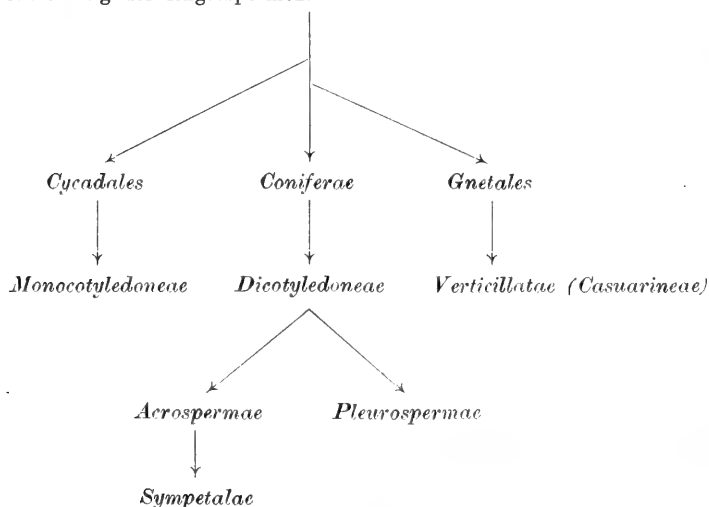 Cycadales Coniferae Gnetales
Monocotyledoneae Dicotyledoneae Verticillatae (Casuarineae)
Acrospermae Pleurospermae
Sympetalae